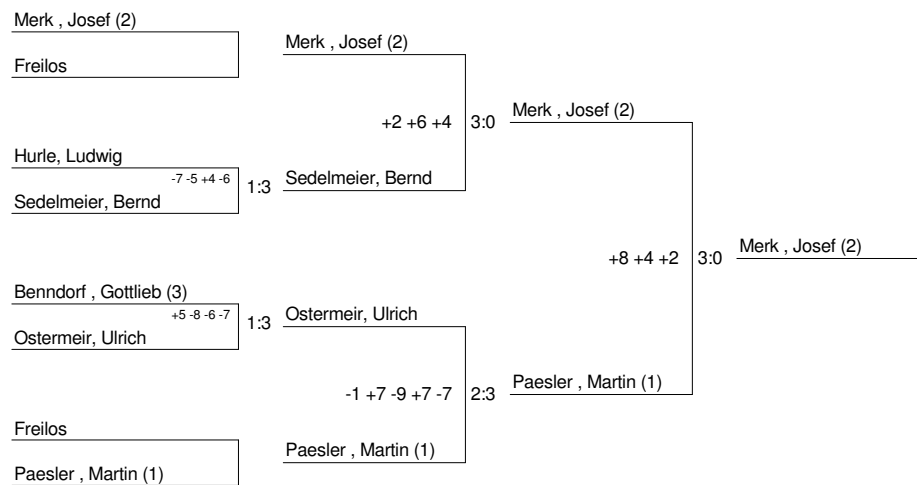 Merk , Josef (2)
Freilos
Hurle, Ludwig
-7 -5 +4 -6
1:3
Sedelmeier, Bernd
Benndorf , Gottlieb (3)
+5 -8 -6 -7
1:3
Ostermeir, Ulrich
Freilos
Paesler , Martin (1)
Merk , Josef (2)
+2 +6 +4
3:0
Sedelmeier, Bernd
Ostermeir, Ulrich
-1 +7 -9 +7 -7
2:3
Paesler , Martin (1)
Merk , Josef (2)
+8 +4 +2
3:0
Paesler , Martin (1)
Merk , Josef (2)